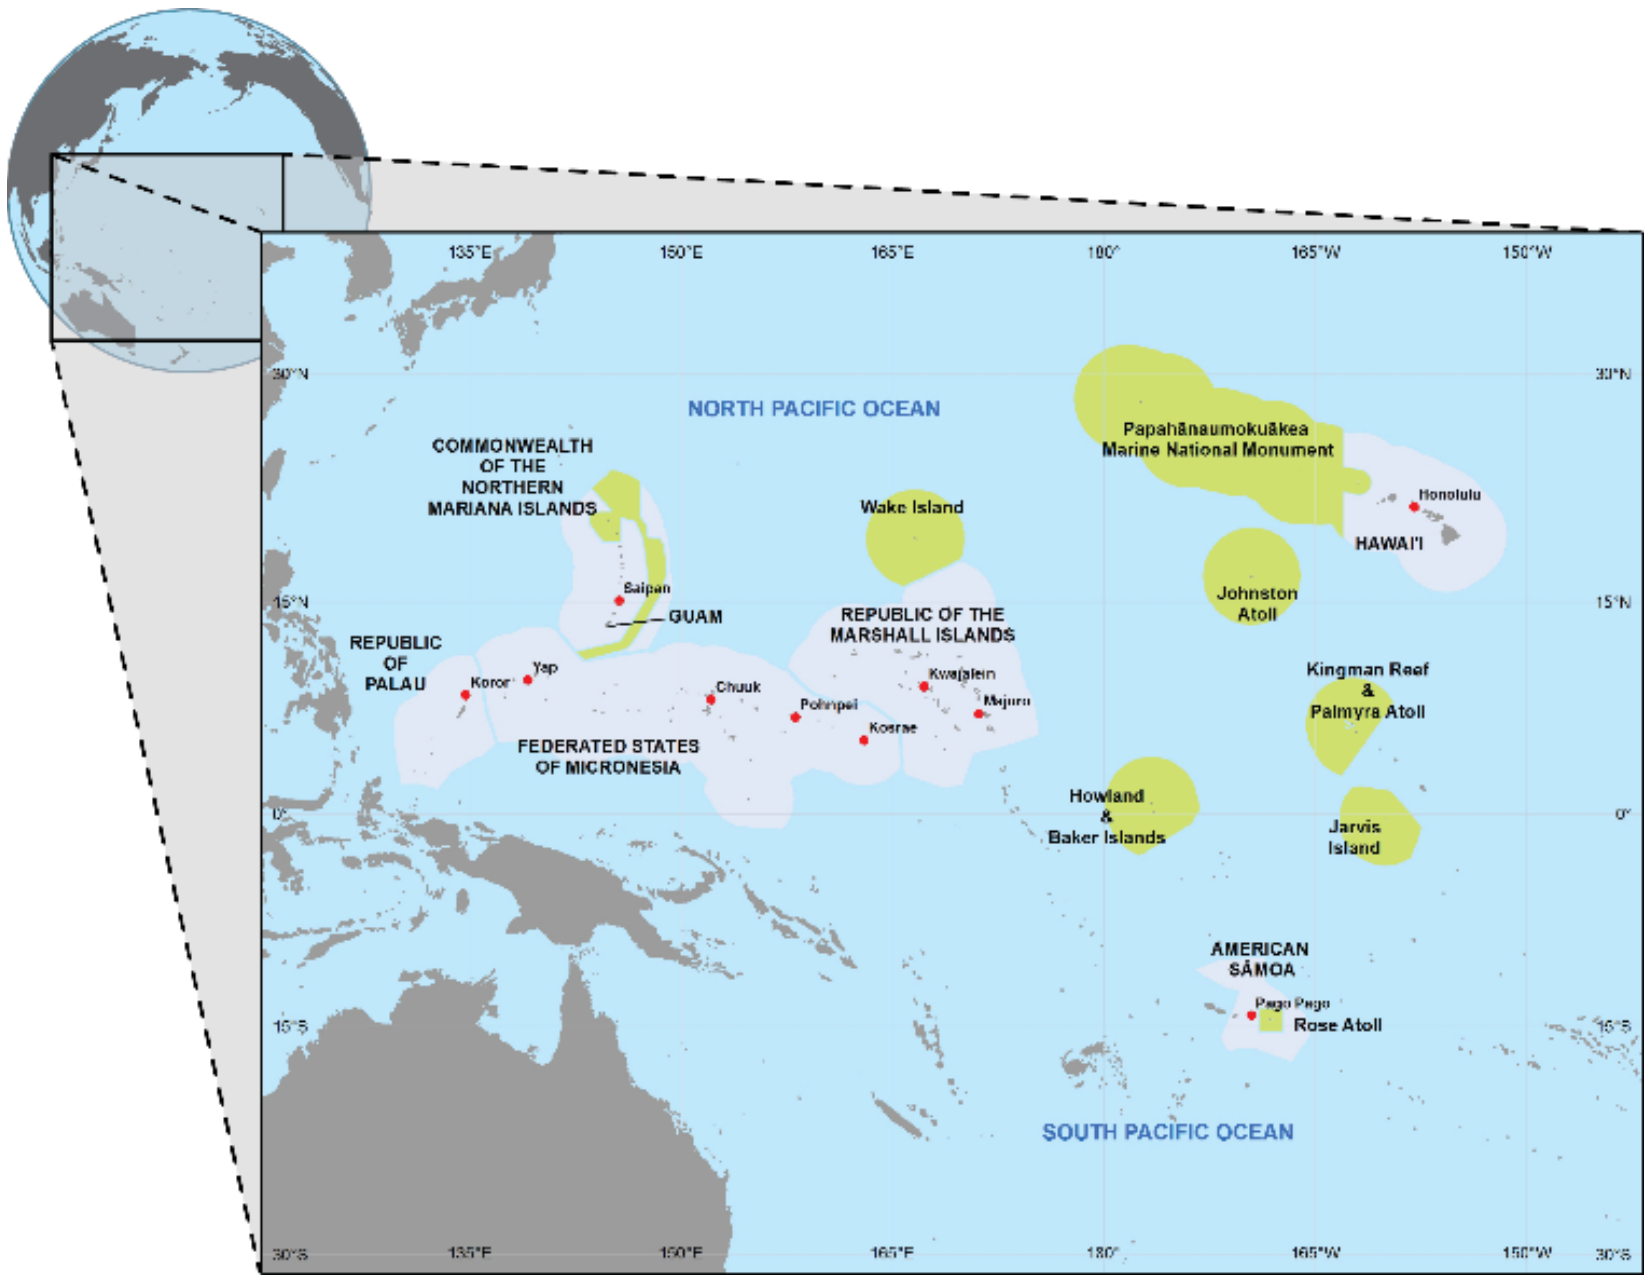 135°E 150°E 165°E 180° 165°W 150°W
30°N 30°N
NORTH PACIFIC OCEAN
Papahānaumokuākea
Marine National Monument
COMMONWEALTH
OF THE
NORTHERN
MARIANA ISLANDS
Wake Island
Honolulu
HAWAI'I
Saipan
GUAM
15°N 15°N
Johnston
Atoll
REPUBLIC OF THE
MARSHALL ISLANDS
REPUBLIC
OF
PALAU
Koror
Yap
Chuuk
Pohnpei
Kosrae
Kwajalein
Majuro
Kingman Reef
&
Palmyra Atoll
FEDERATED STATES
OF MICRONESIA
Howland
&
Baker Islands
0° 0°
Jarvis
Island
AMERICAN
SĀMOA
Pago Pago
Rose Atoll
15°S 15°S
SOUTH PACIFIC OCEAN
30°S 135°E 150°E 165°E 180° 165°W 150°W 30°S